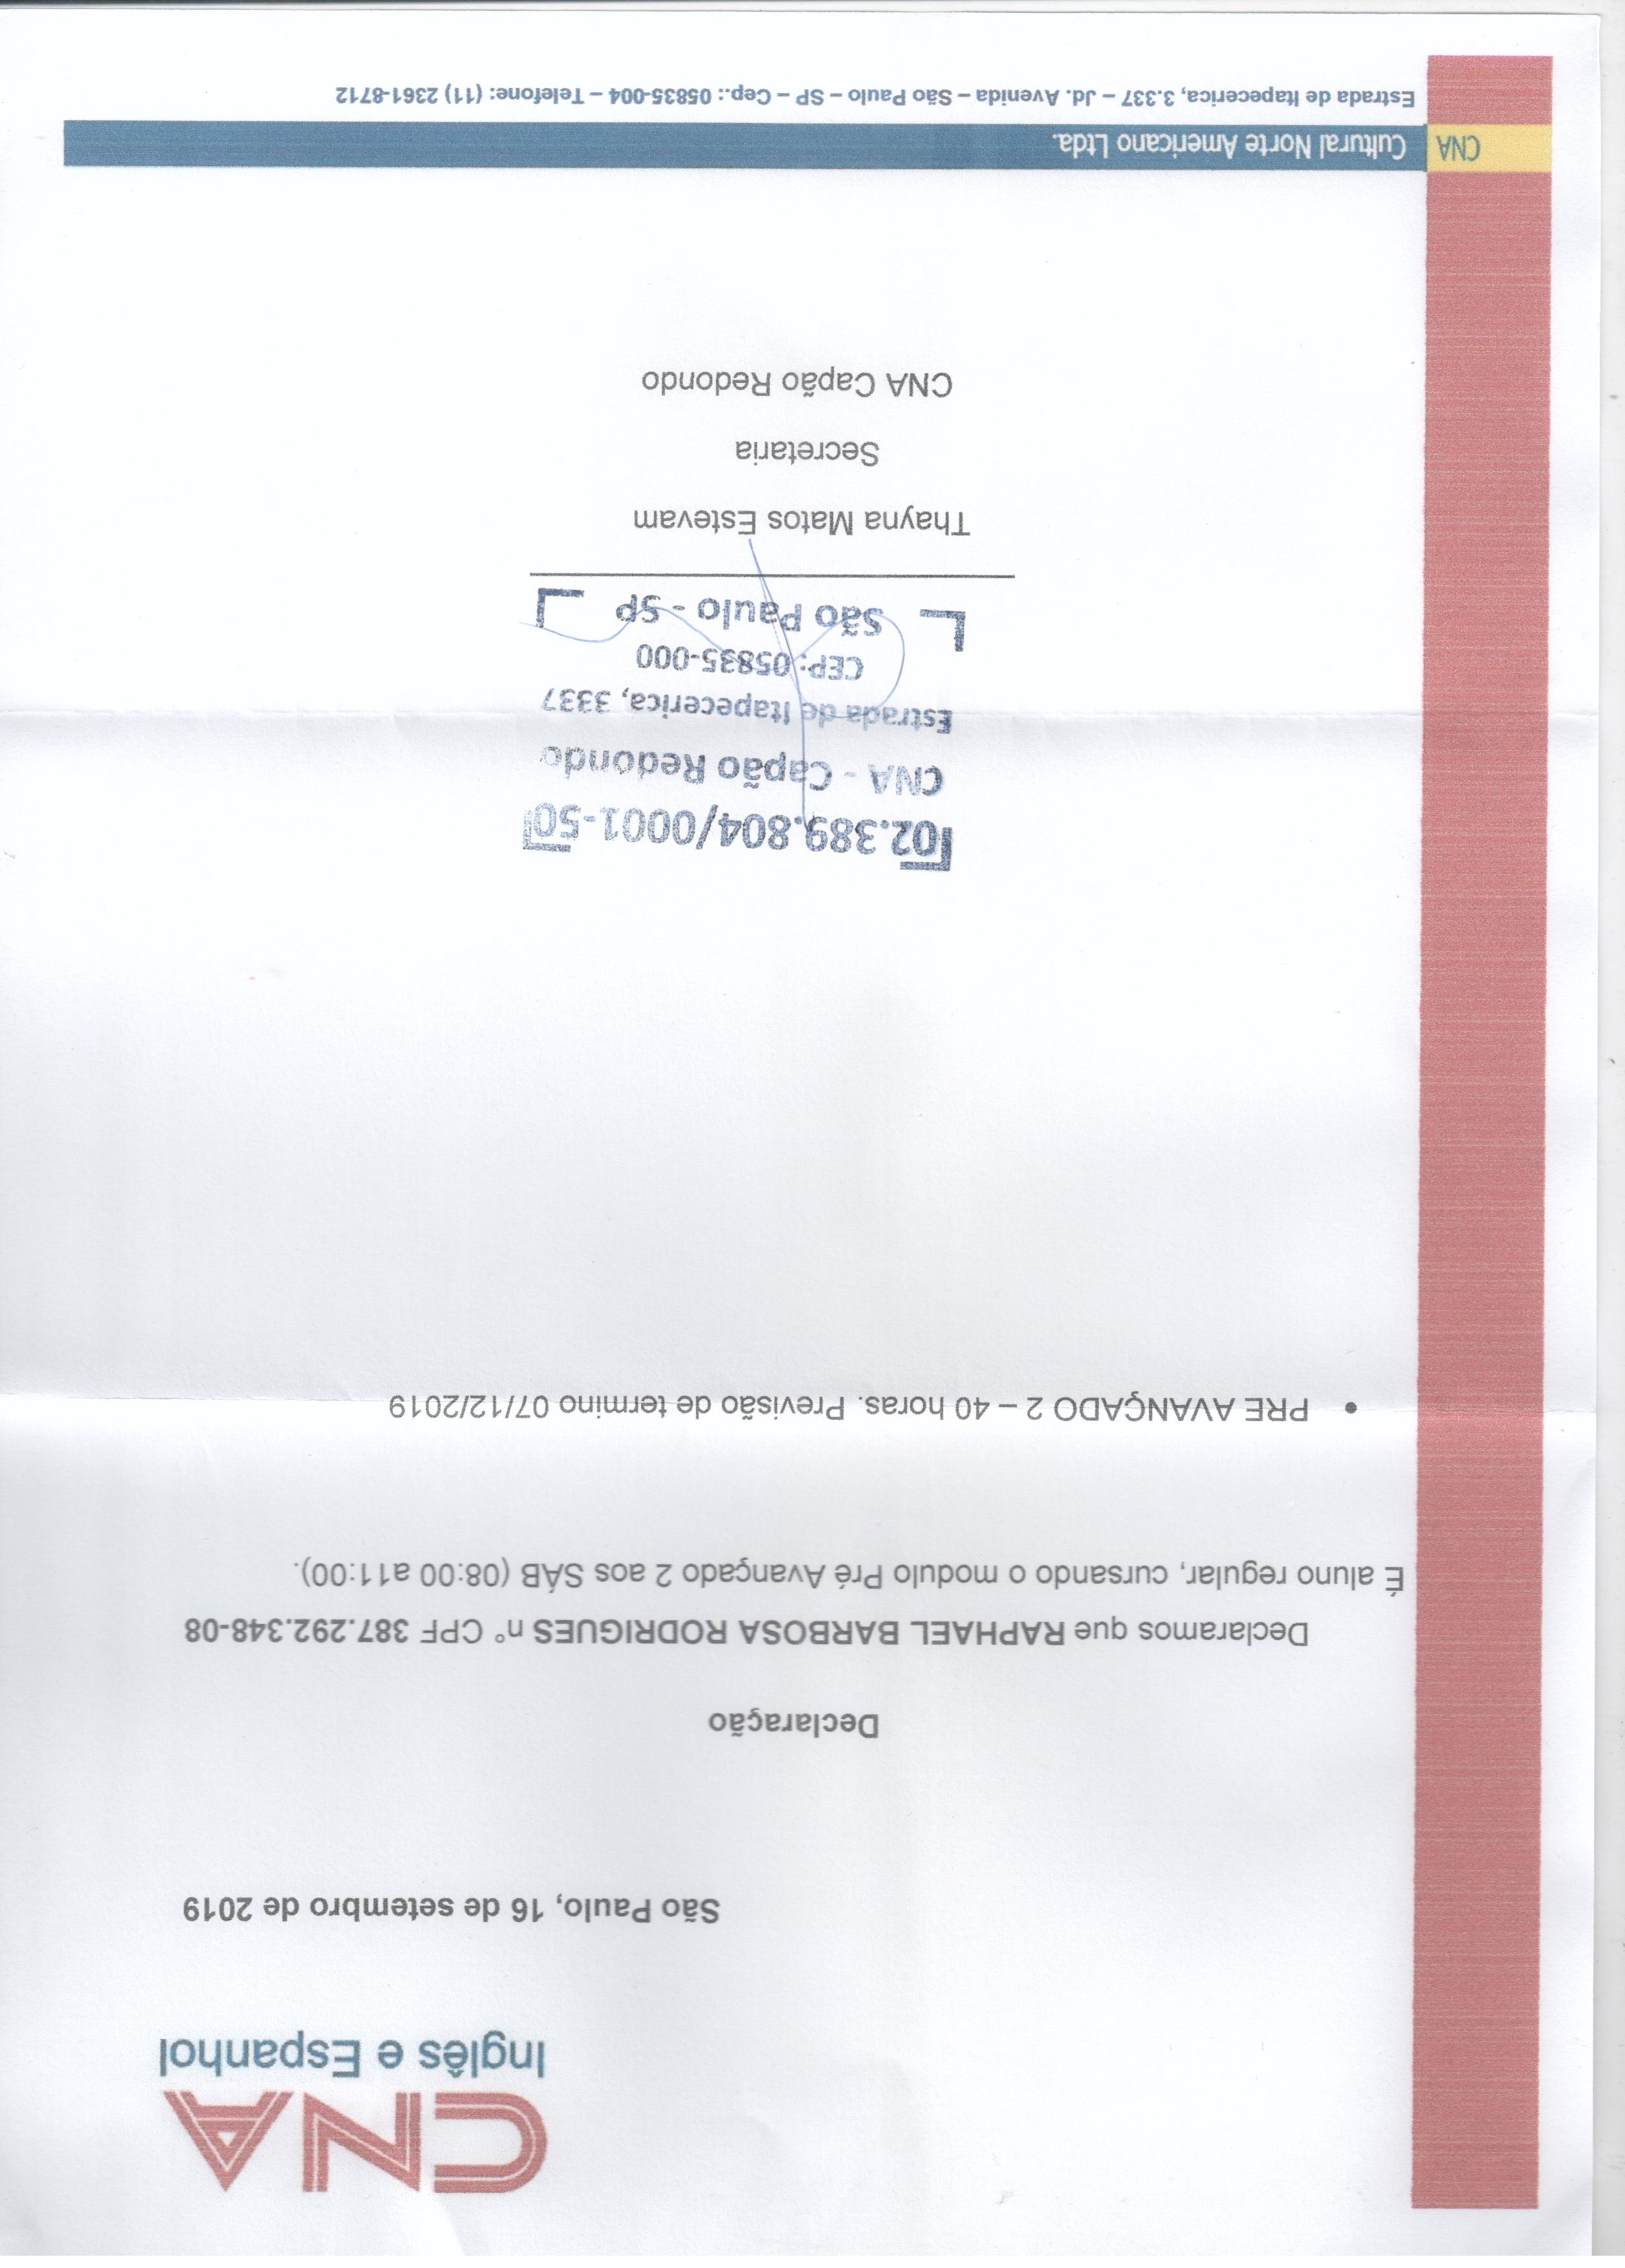 CNA
Inglês e Espanhol
São Paulo, 16 de setembro de 2019
Declaração
Declaramos que RAPHAEL BARBOSA RODRIGUES n° CPF 387.292.348-08
É aluno regular, cursando o modulo Pré Avançado 2 aos SÁB (08:00 a11:00).
• PRE AVANÇADO 2 – 40 horas. Previsão de termino 07/12/2019
02.389.804/0001-50
CNA - Capão Redondo
Estrada de Itapecerica, 3337
CEP: 05835-000
São Paulo - SP
Thayna Matos Estevam
Secretaria
CNA Capão Redondo
CNA Cultural Norte Americano Ltda.
Estrada de Itapecerica, 3.337 – Jd. Avenida – São Paulo – SP – Cep.: 05835-004 – Telefone: (11) 2361-8712